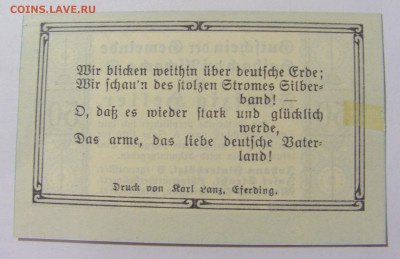 COINS.LAVE.RU
Wir blicken weithin über deutsche Erde;
Wir schau'n des stolzen Stromes Silber-
band! —
O, daß es wieder stark und glücklich
werde,
Das arme, das liebe deutsche Vater-
land!
Druck von Karl Lanz, Eferding.